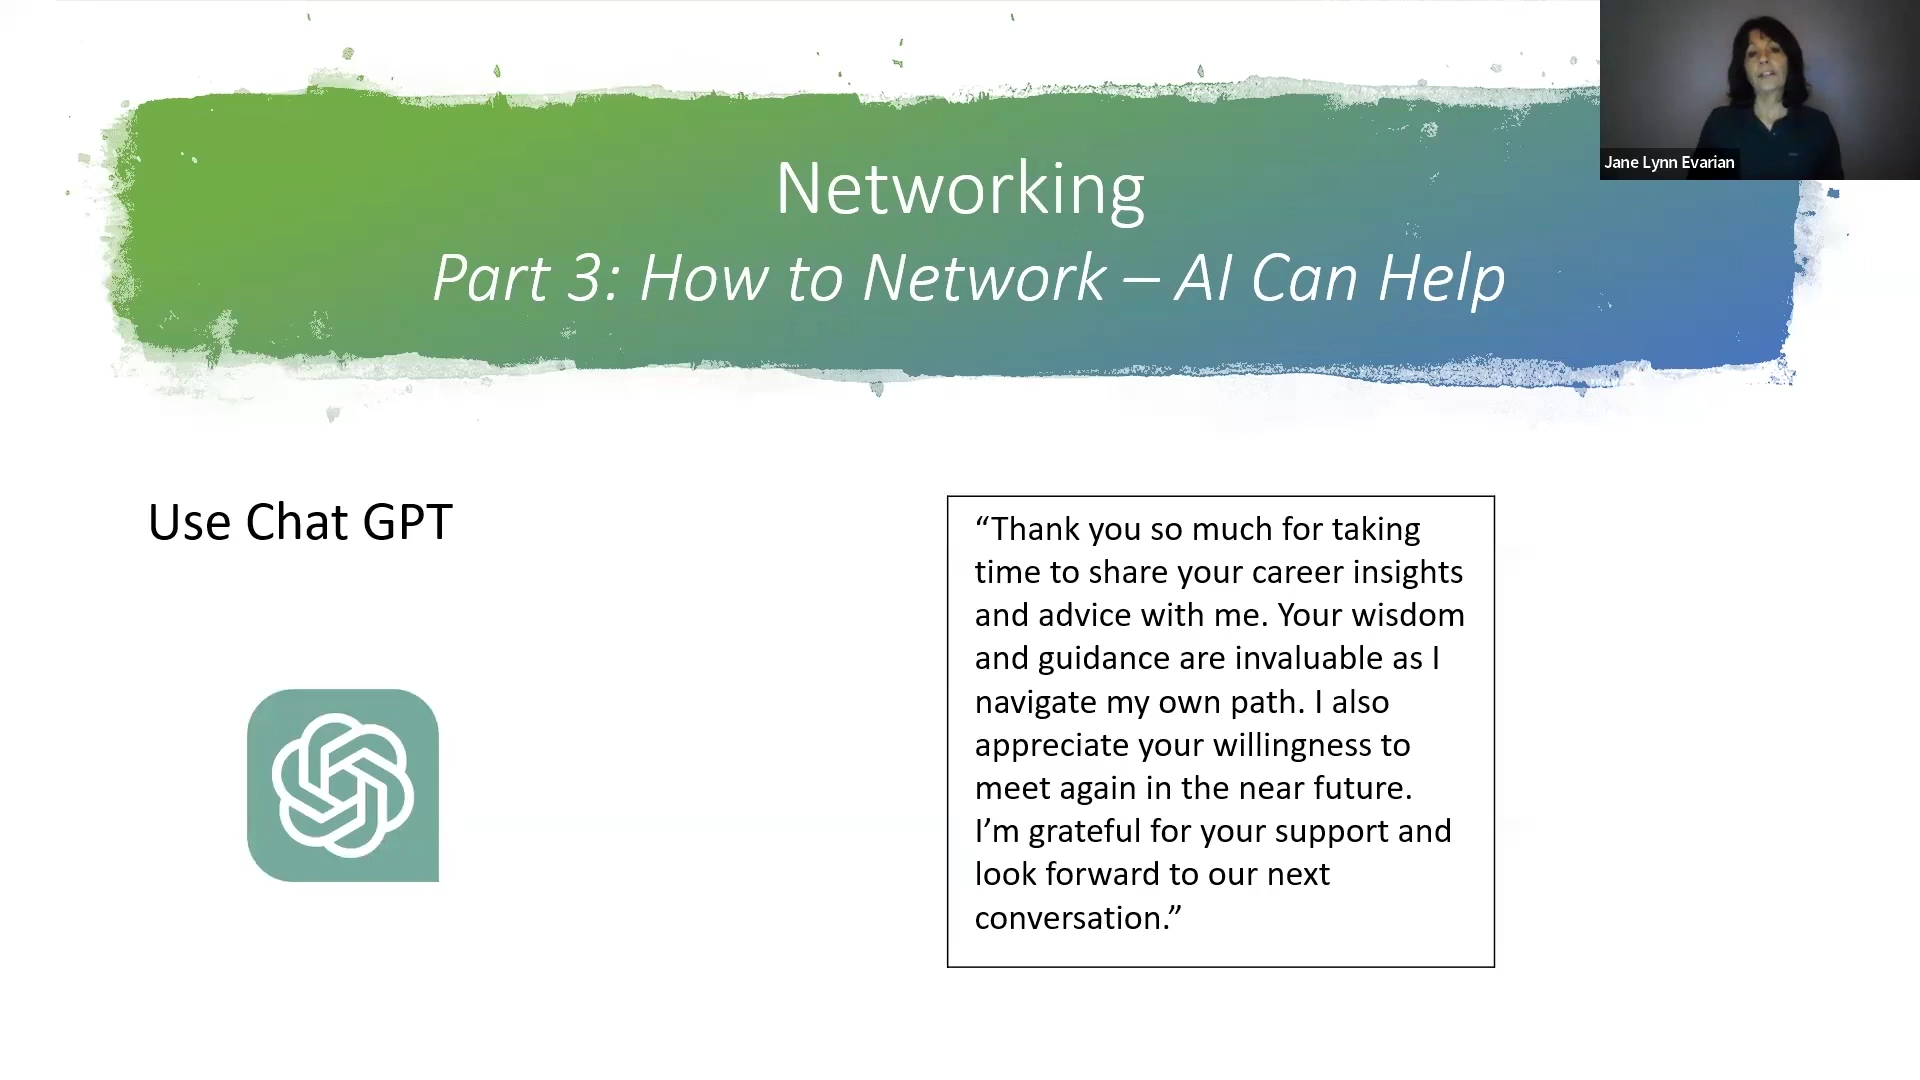 Networking
Part 3: How to Network – AI Can Help
Jane Lynn Evarian
Use Chat GPT
“Thank you so much for taking
time to share your career insights
and advice with me. Your wisdom
and guidance are invaluable as I
navigate my own path. I also
appreciate your willingness to
meet again in the near future.
I’m grateful for your support and
look forward to our next
conversation.”